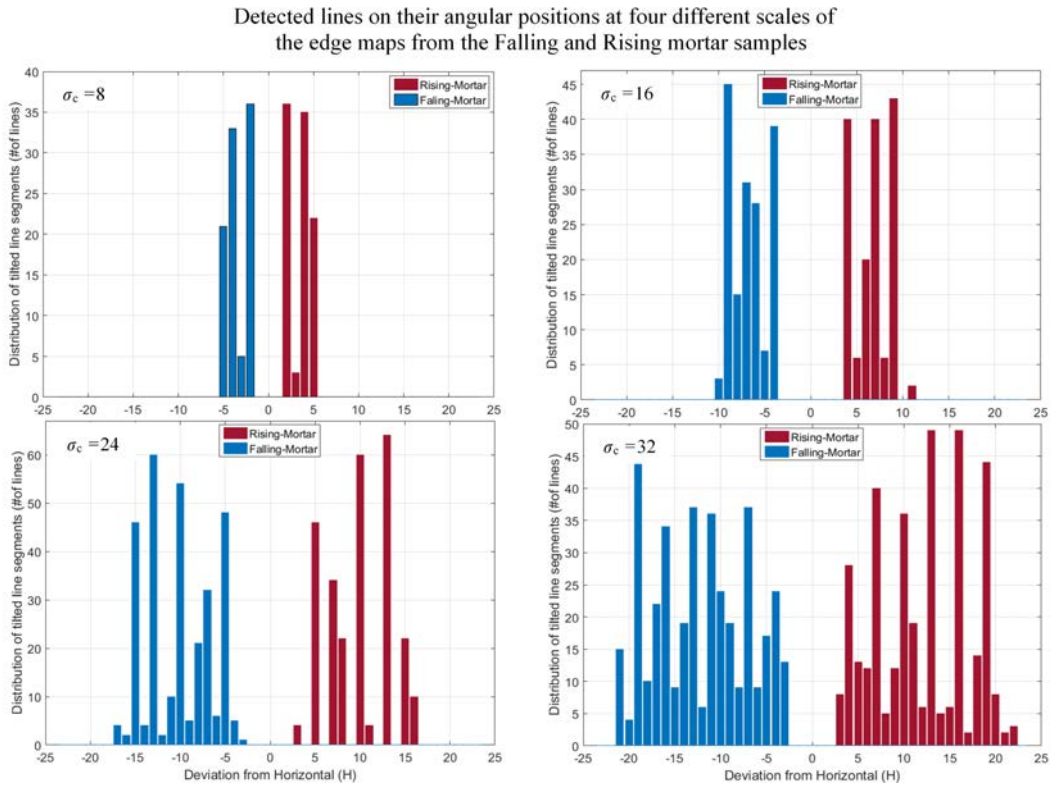 Detected lines on their angular positions at four different scales of
the edge maps from the Falling and Rising mortar samples
σc =8
Rising-Mortar
Faling-Mortar
Distribution of tilted line segments (#of lines)
40
35
30
25
20
15
10
5
0
-25 -20 -15 -10 -5 0 5 10 15 20 25
σc =16
Rising-Mortar
Falling-Mortar
Distribution of tilted line segments (#of lines)
45
40
35
30
25
20
15
10
5
0
-25 -20 -15 -10 -5 0 5 10 15 20 25
σc =24
Rising-Mortar
Falling-Mortar
Distribution of tilted line segments (#of lines)
60
50
40
30
20
10
0
-25 -20 -15 -10 -5 0 5 10 15 20 25
Deviation from Horizontal (H)
σc =32
Rising-Mortar
Falling-Mortar
Distribution of tilted line segments (#of lines)
50
45
40
35
30
25
20
15
10
5
0
-25 -20 -15 -10 -5 0 5 10 15 20 25
Deviation from Horizontal (H)